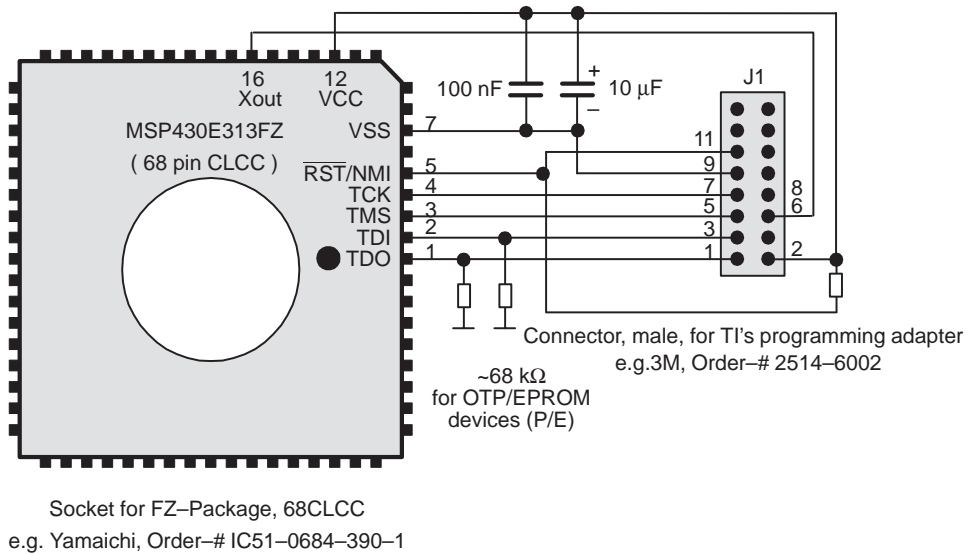 16
Xout
12
VCC
MSP430E313FZ
( 68 pin CLCC )
VSS
7
RST/NMI
5
TCK
4
TMS
3
TDI
2
TDO
1
100 nF
+
10 μF
–
J1
11
9
7
8
5
6
3
1
2
Connector, male, for TI's programming adapter
e.g.3M, Order–# 2514–6002
~68 kΩ
for OTP/EPROM
devices (P/E)
Socket for FZ–Package, 68CLCC
e.g. Yamaichi, Order–# IC51–0684–390–1